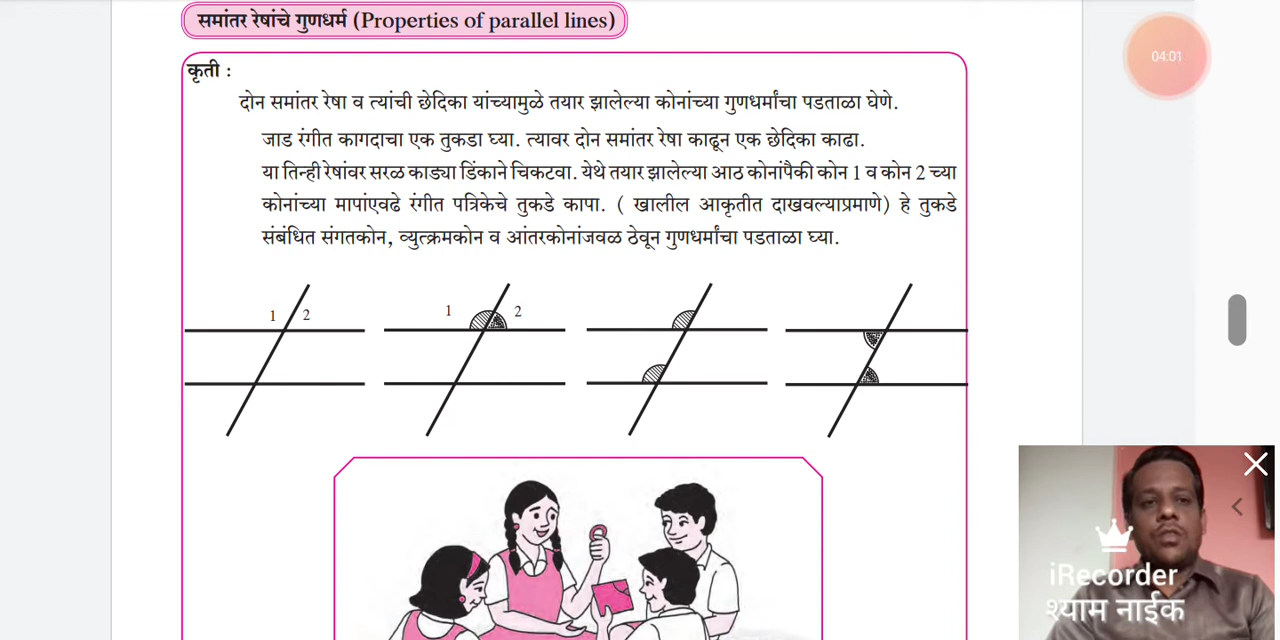 समांतर रेषांचे गुणधर्म (Properties of parallel lines)
04:01
कृती :
दोन समांतर रेषा व त्यांची छेदिका यांच्यामुळे तयार झालेल्या कोनांच्या गुणधर्मांचा पडताळा घेणे.
जाड रंगीत कागदाचा एक तुकडा घ्या. त्यावर दोन समांतर रेषा काढून एक छेदिका काढा.
या तिन्ही रेषांवर सरळ काड्या डिंकाने चिकटवा. येथे तयार झालेल्या आठ कोनांपैकी कोन 1 व कोन 2 च्या
कोनांच्या मापांएवढे रंगीत पत्रिकेचे तुकडे कापा. ( खालील आकृतीत दाखवल्याप्रमाणे) हे तुकडे
संबंधित संगतकोन, व्युत्क्रमकोन व आंतरकोनांजवळ ठेवून गुणधर्मांचा पडताळा घ्या.
1 2 1 2
iRecorder
श्याम नाईक